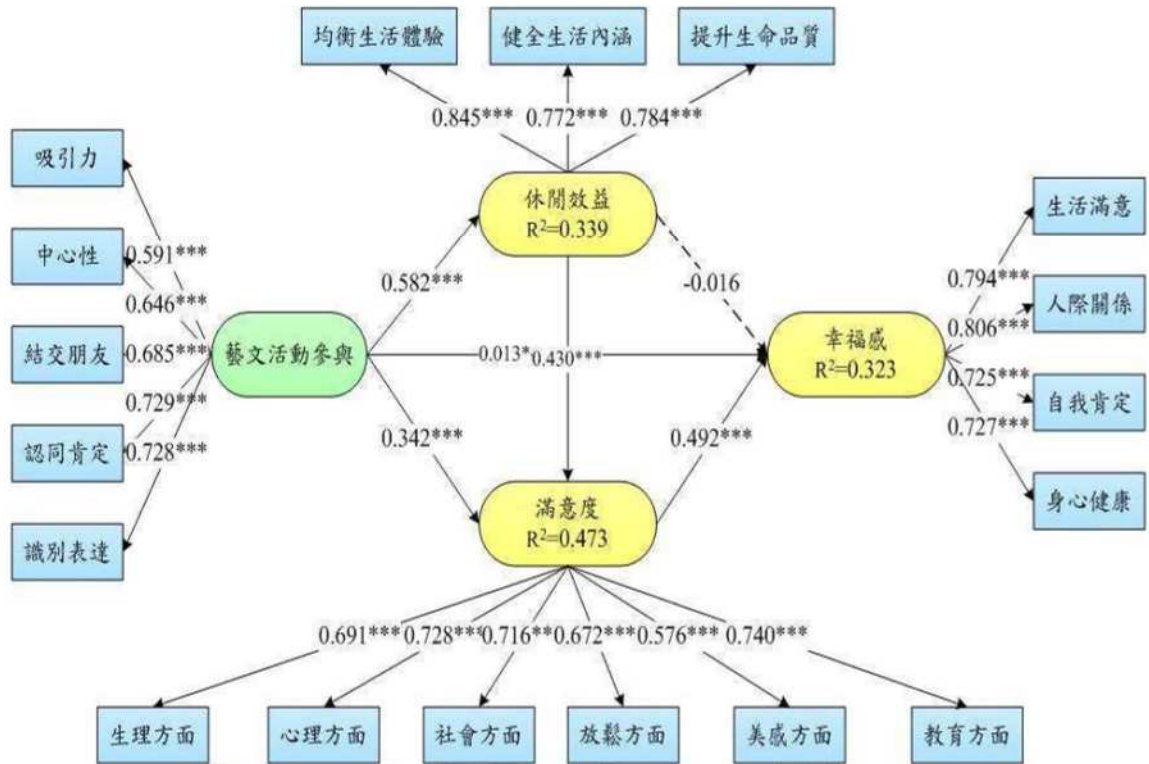 均衡生活體驗
健全生活內涵
提升生命品質
0.845***
0.772***
0.784***
吸引力
中心性
結交朋友
認同肯定
識別表達
0.591***
0.646***
0.685***
0.729***
0.728***
藝文活動參與
休閒效益
R²=0.339
0.582***
-0.016
0.013*
0.430***
0.342***
0.492***
幸福感
R²=0.323
滿意度
R²=0.473
0.794***
0.806***
0.725***
0.727***
生活滿意
人際關係
自我肯定
身心健康
0.691***
0.728***
0.716**
0.672***
0.576***
0.740***
生理方面
心理方面
社會方面
放鬆方面
美感方面
教育方面